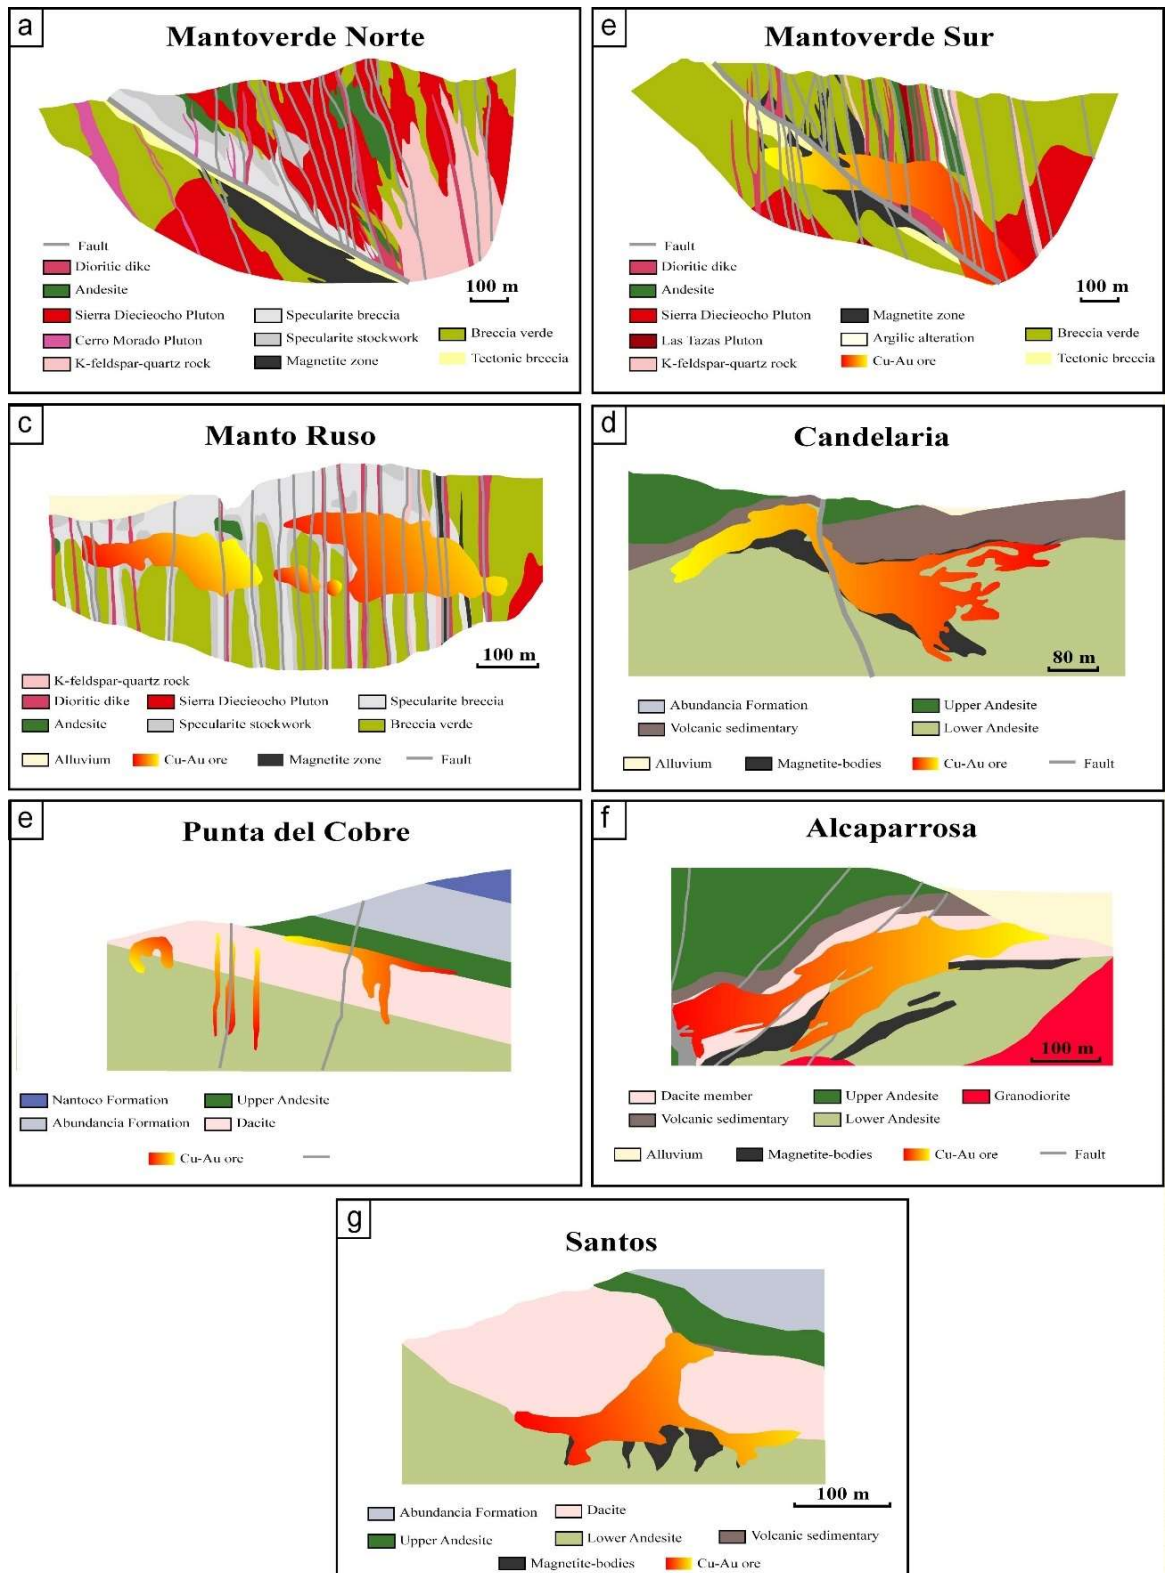 a
Mantoverde Norte
Fault
Dioritic dike
Andesite
Sierra Diecieocho Pluton
Cerro Morado Pluton
K-feldspar-quartz rock
Specularite breccia
Specularite stockwork
Magnetite zone
100 m
Breccia verde
Tectonic breccia
e
Mantoverde Sur
Fault
Dioritic dike
Andesite
Sierra Diecieocho Pluton
Las Tazas Pluton
K-feldspar-quartz rock
Magnetite zone
Argilic alteration
Cu-Au ore
100 m
Breccia verde
Tectonic breccia
c
Manto Ruso
100 m
K-feldspar-quartz rock
Dioritic dike Sierra Diecieocho Pluton Specularite breccia
Andesite Specularite stockwork Breccia verde
Alluvium Cu-Au ore Magnetite zone Fault
d
Candelaria
80 m
Abundancia Formation Upper Andesite
Volcanic sedimentary Lower Andesite
Alluvium Magnetite-bodies Cu-Au ore Fault
e
Punta del Cobre
Nantoco Formation Upper Andesite
Abundancia Formation Dacite
Cu-Au ore
f
Alcaparrosa
100 m
Dacite member Upper Andesite Granodiorite
Volcanic sedimentary Lower Andesite
Alluvium Magnetite-bodies Cu-Au ore Fault
g
Santos
100 m
Abundancia Formation Dacite
Upper Andesite Lower Andesite Volcanic sedimentary
Magnetite-bodies Cu-Au ore